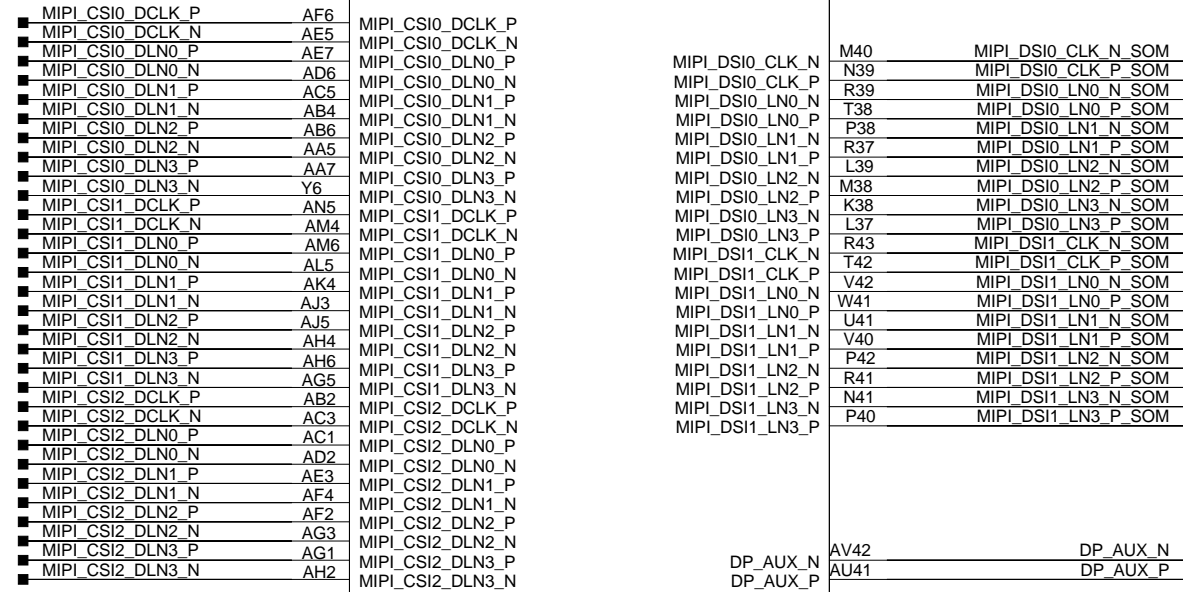 MIPI_CSI0_DCLK_P AF6 MIPI_CSI0_DCLK_P
MIPI_CSI0_DCLK_N AE5 MIPI_CSI0_DCLK_N
MIPI_CSI0_DLN0_P AE7 MIPI_CSI0_DLN0_P
MIPI_CSI0_DLN0_N AD6 MIPI_CSI0_DLN0_N
MIPI_CSI0_DLN1_P AC5 MIPI_CSI0_DLN1_P
MIPI_CSI0_DLN1_N AB4 MIPI_CSI0_DLN1_N
MIPI_CSI0_DLN2_P AB6 MIPI_CSI0_DLN2_P
MIPI_CSI0_DLN2_N AA5 MIPI_CSI0_DLN2_N
MIPI_CSI0_DLN3_P AA7 MIPI_CSI0_DLN3_P
MIPI_CSI0_DLN3_N Y6 MIPI_CSI0_DLN3_N
MIPI_CSI1_DCLK_P AN5 MIPI_CSI1_DCLK_P
MIPI_CSI1_DCLK_N AM4 MIPI_CSI1_DCLK_N
MIPI_CSI1_DLN0_P AM6 MIPI_CSI1_DLN0_P
MIPI_CSI1_DLN0_N AL5 MIPI_CSI1_DLN0_N
MIPI_CSI1_DLN1_P AK4 MIPI_CSI1_DLN1_P
MIPI_CSI1_DLN1_N AJ3 MIPI_CSI1_DLN1_N
MIPI_CSI1_DLN2_P AJ5 MIPI_CSI1_DLN2_P
MIPI_CSI1_DLN2_N AH4 MIPI_CSI1_DLN2_N
MIPI_CSI1_DLN3_P AH6 MIPI_CSI1_DLN3_P
MIPI_CSI1_DLN3_N AG5 MIPI_CSI1_DLN3_N
MIPI_CSI2_DCLK_P AB2 MIPI_CSI2_DCLK_P
MIPI_CSI2_DCLK_N AC3 MIPI_CSI2_DCLK_N
MIPI_CSI2_DLN0_P AC1 MIPI_CSI2_DLN0_P
MIPI_CSI2_DLN0_N AD2 MIPI_CSI2_DLN0_N
MIPI_CSI2_DLN1_P AE3 MIPI_CSI2_DLN1_P
MIPI_CSI2_DLN1_N AF4 MIPI_CSI2_DLN1_N
MIPI_CSI2_DLN2_P AF2 MIPI_CSI2_DLN2_P
MIPI_CSI2_DLN2_N AG3 MIPI_CSI2_DLN2_N
MIPI_CSI2_DLN3_P AG1 MIPI_CSI2_DLN3_P
MIPI_CSI2_DLN3_N AH2 MIPI_CSI2_DLN3_N
MIPI_DSI0_CLK_N M40 MIPI_DSI0_CLK_N_SOM
MIPI_DSI0_CLK_P N39 MIPI_DSI0_CLK_P_SOM
MIPI_DSI0_LN0_N R39 MIPI_DSI0_LN0_N_SOM
MIPI_DSI0_LN0_P T38 MIPI_DSI0_LN0_P_SOM
MIPI_DSI0_LN1_N P38 MIPI_DSI0_LN1_N_SOM
MIPI_DSI0_LN1_P R37 MIPI_DSI0_LN1_P_SOM
MIPI_DSI0_LN2_N L39 MIPI_DSI0_LN2_N_SOM
MIPI_DSI0_LN2_P M38 MIPI_DSI0_LN2_P_SOM
MIPI_DSI0_LN3_N K38 MIPI_DSI0_LN3_N_SOM
MIPI_DSI0_LN3_P L37 MIPI_DSI0_LN3_P_SOM
MIPI_DSI1_CLK_N R43 MIPI_DSI1_CLK_N_SOM
MIPI_DSI1_CLK_P T42 MIPI_DSI1_CLK_P_SOM
MIPI_DSI1_LN0_N V42 MIPI_DSI1_LN0_N_SOM
MIPI_DSI1_LN0_P W41 MIPI_DSI1_LN0_P_SOM
MIPI_DSI1_LN1_N U41 MIPI_DSI1_LN1_N_SOM
MIPI_DSI1_LN1_P V40 MIPI_DSI1_LN1_P_SOM
MIPI_DSI1_LN2_N P42 MIPI_DSI1_LN2_N_SOM
MIPI_DSI1_LN2_P R41 MIPI_DSI1_LN2_P_SOM
MIPI_DSI1_LN3_N N41 MIPI_DSI1_LN3_N_SOM
MIPI_DSI1_LN3_P P40 MIPI_DSI1_LN3_P_SOM
DP_AUX_N AV42 DP_AUX_N
DP_AUX_P AU41 DP_AUX_P